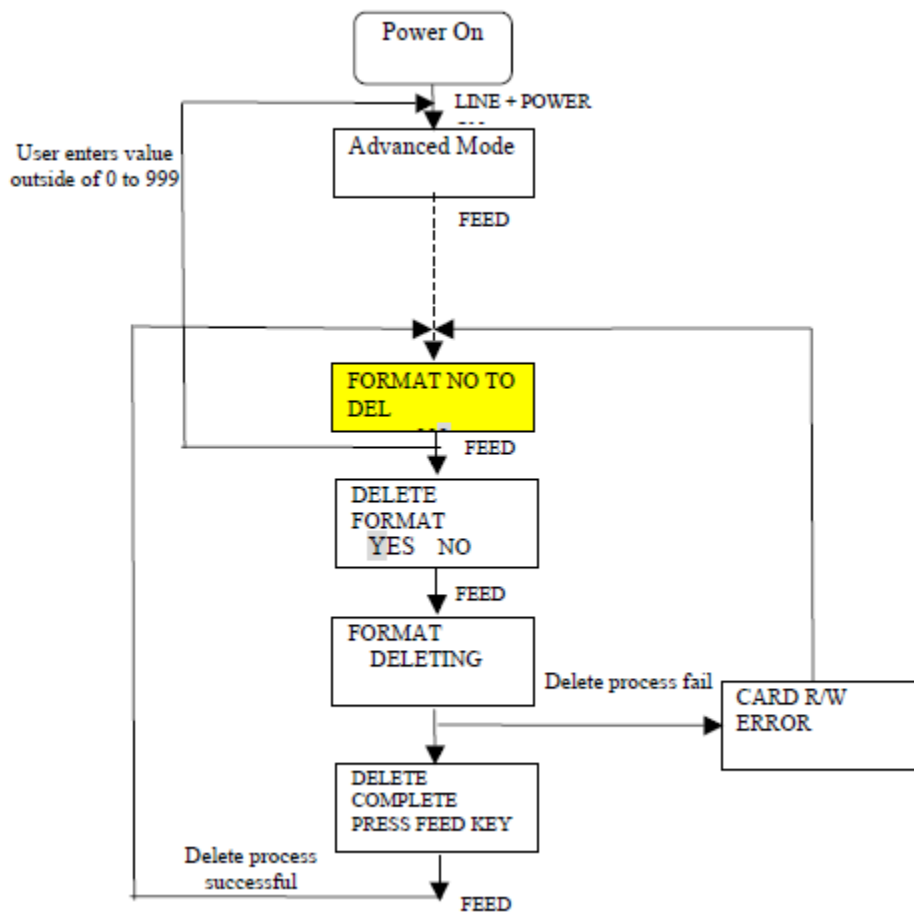 Power On
LINE + POWER
Advanced Mode
User enters value
outside of 0 to 999
FEED
FORMAT NO TO
DEL
FEED
DELETE
FORMAT
YES NO
FEED
FORMAT
DELETING
Delete process fail
CARD R/W
ERROR
DELETE
COMPLETE
PRESS FEED KEY
Delete process
successful
FEED